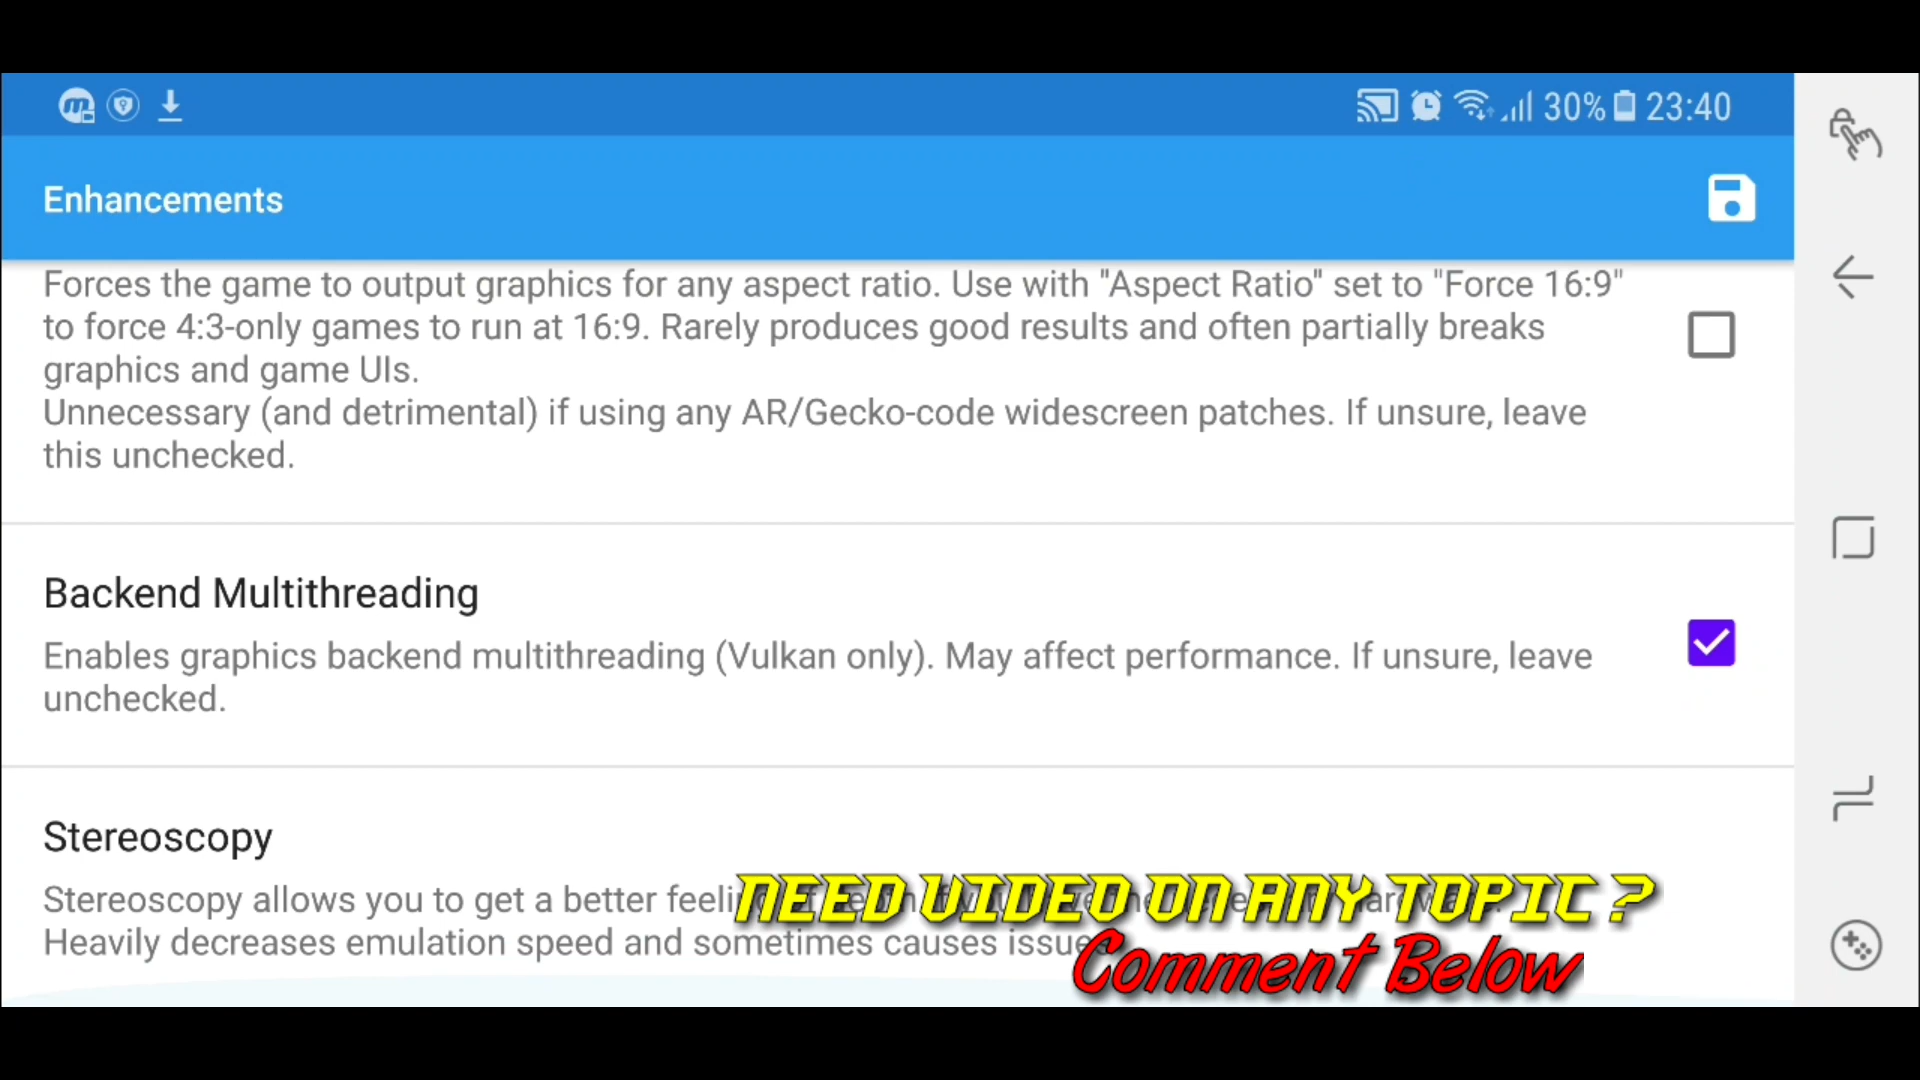 30% 23:40
Enhancements
Forces the game to output graphics for any aspect ratio. Use with "Aspect Ratio" set to "Force 16:9"
to force 4:3-only games to run at 16:9. Rarely produces good results and often partially breaks
graphics and game UIs.
Unnecessary (and detrimental) if using any AR/Gecko-code widescreen patches. If unsure, leave
this unchecked.
Backend Multithreading
Enables graphics backend multithreading (Vulkan only). May affect performance. If unsure, leave
unchecked.
Stereoscopy
Stereoscopy allows you to get a better
NEED VIDEO ON ANY TOPIC ?
Heavily decreases emulation speed and sometimes causes
Comment Below